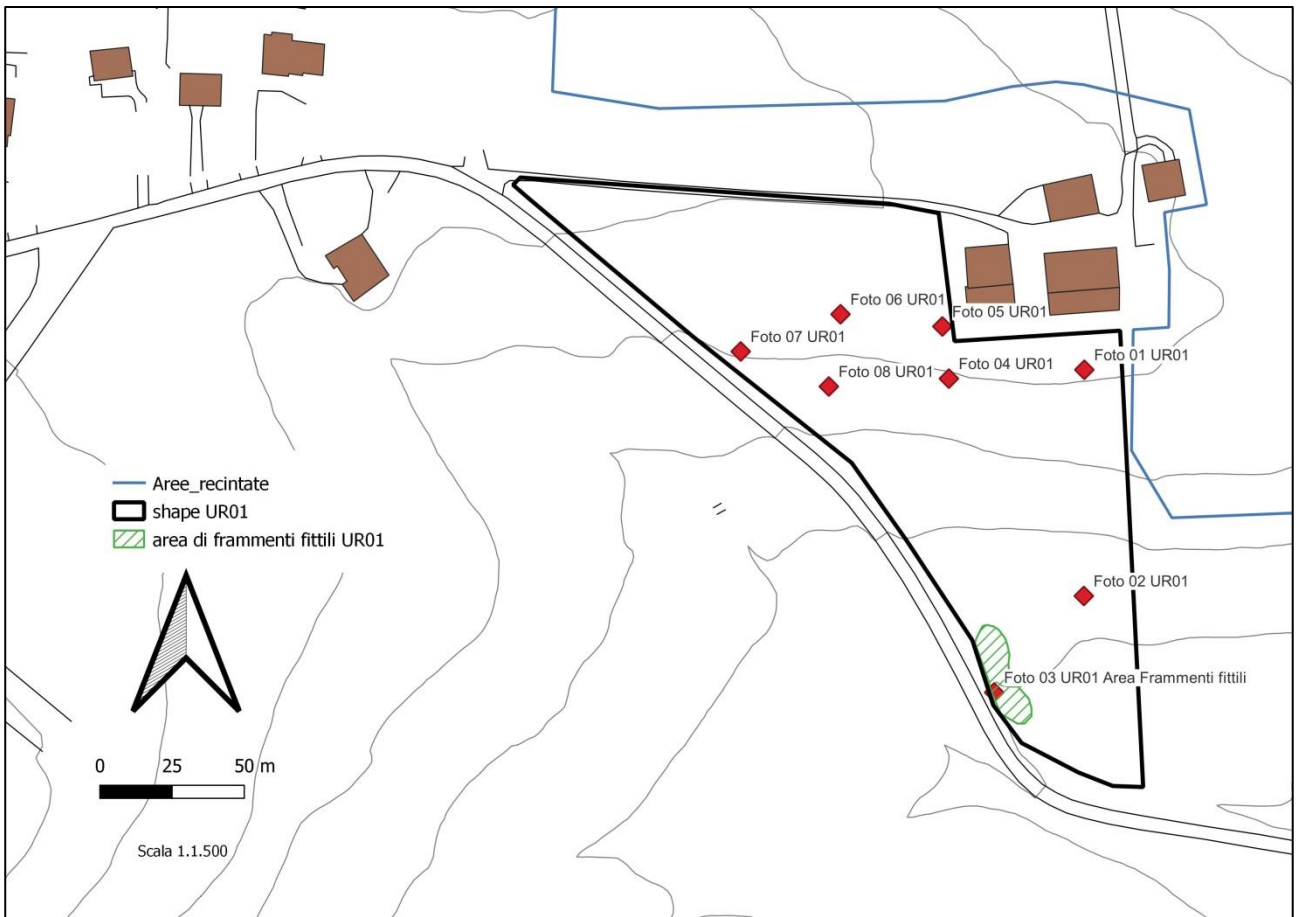 Foto 06 UR01
Foto 05 UR01
Foto 07 UR01
Foto 08 UR01
Foto 04 UR01
Foto 01 UR01
Aree_recintate
shape UR01
area di frammenti fittili UR01
Foto 02 UR01
Foto 03 UR01 Area Frammenti fittili
0 25 50 m
Scala 1.1.500